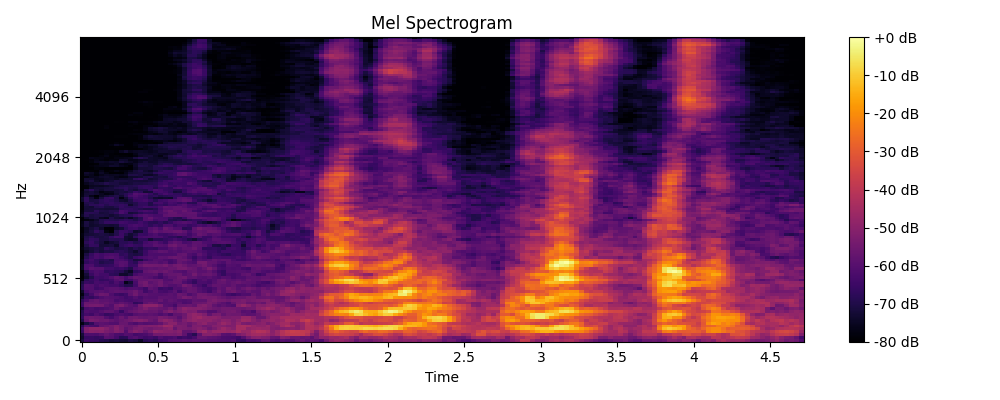 Mel Spectrogram
+0 dB
-10 dB
-20 dB
-30 dB
-40 dB
-50 dB
-60 dB
-70 dB
-80 dB
Hz
4096
2048
1024
512
0
0 0.5 1 1.5 2 2.5 3 3.5 4 4.5
Time